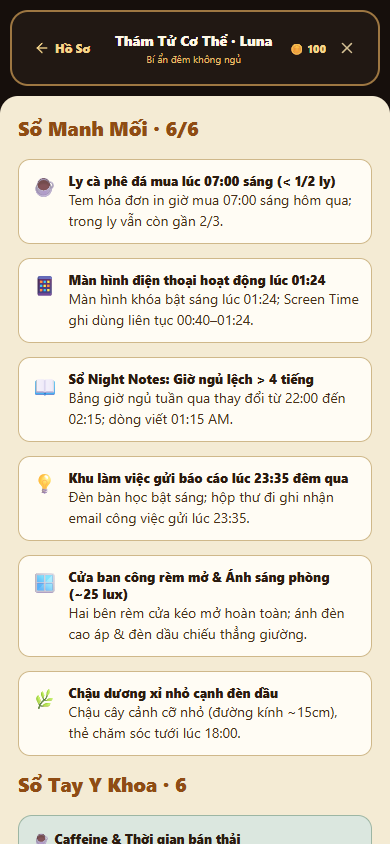 Hồ Sơ
Thám Tử Cơ Thể · Luna
Bí ẩn đêm không ngủ
100
Sổ Manh Mối · 6/6
Ly cà phê đá mua lúc 07:00 sáng (< 1/2 ly)
Tem hóa đơn in giờ mua 07:00 sáng hôm qua;
trong ly vẫn còn gần 2/3.
Màn hình điện thoại hoạt động lúc 01:24
Màn hình khóa bật sáng lúc 01:24; Screen Time
ghi dùng liên tục 00:40–01:24.
Sổ Night Notes: Giờ ngủ lệch > 4 tiếng
Bảng giờ ngủ tuần qua thay đổi từ 22:00 đến
02:15; dòng viết 01:15 AM.
Khu làm việc gửi báo cáo lúc 23:35 đêm qua
Đèn bàn học bật sáng; hộp thư đi ghi nhận
email công việc gửi lúc 23:35.
Cửa ban công rèm mở & Ánh sáng phòng
(~25 lux)
Hai bên rèm cửa kéo mở hoàn toàn; ánh đèn
cao áp & đèn dầu chiếu thẳng giường.
Chậu dương xỉ nhỏ cạnh đèn dầu
Chậu cây cảnh cỡ nhỏ (đường kính ~15cm),
thẻ chăm sóc tưới lúc 18:00.
Sổ Tay Y Khoa · 6
Caffeine & Thời gian bán thải